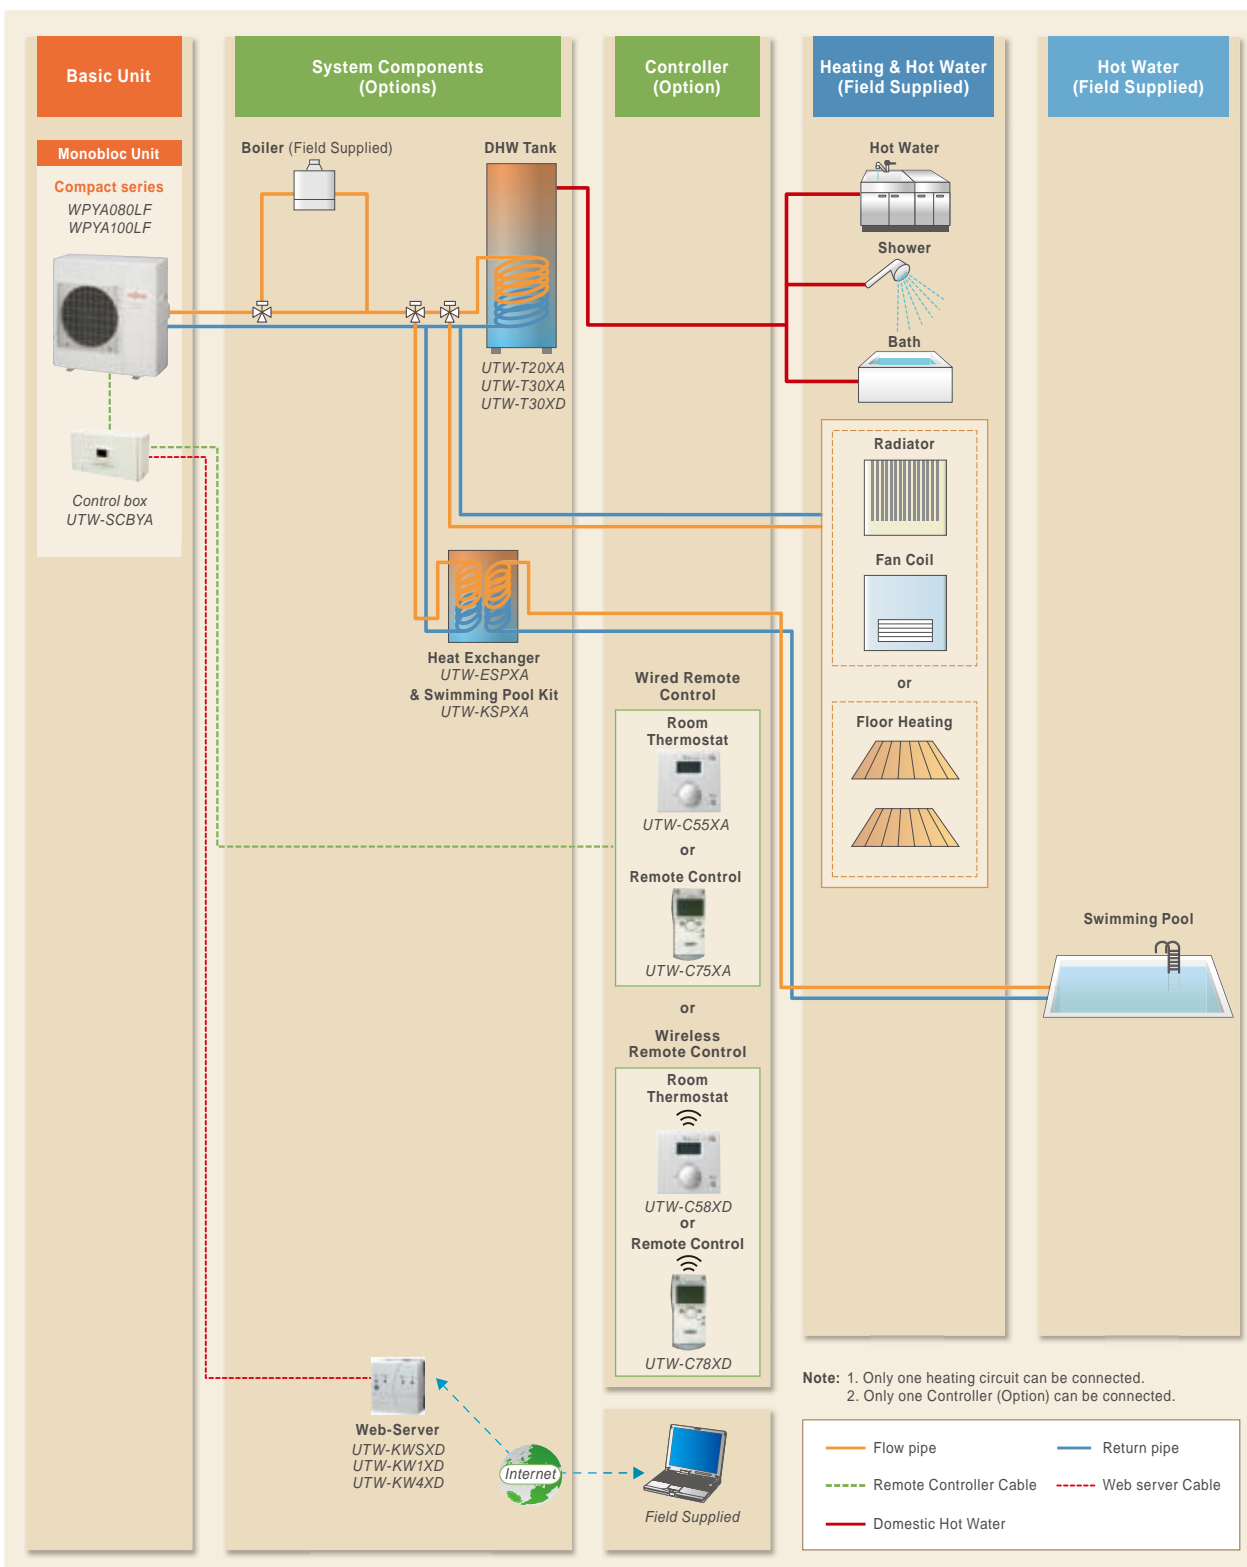 Basic Unit
System Components
(Options)
Controller
(Option)
Heating & Hot Water
(Field Supplied)
Hot Water
(Field Supplied)
Monobloc Unit
Compact series
WPYA080LF
WPYA100LF
Control box
UTW-SCBYA
Boiler (Field Supplied)
DHW Tank
UTW-T20XA
UTW-T30XA
UTW-T30XD
Heat Exchanger
UTW-ESPXA
& Swimming Pool Kit
UTW-KSPXA
Web-Server
UTW-KWSXD
UTW-KW1XD
UTW-KW4XD
Internet
Wired Remote
Control
Room
Thermostat
UTW-C55XA
or
Remote Control
UTW-C75XA
or
Wireless
Remote Control
Room
Thermostat
UTW-C58XD
or
Remote Control
UTW-C78XD
Field Supplied
Hot Water
Shower
Bath
Radiator
Fan Coil
or
Floor Heating
Swimming Pool
Note: 1. Only one heating circuit can be connected.
2. Only one Controller (Option) can be connected.
Flow pipe
Return pipe
Remote Controller Cable
Web server Cable
Domestic Hot Water